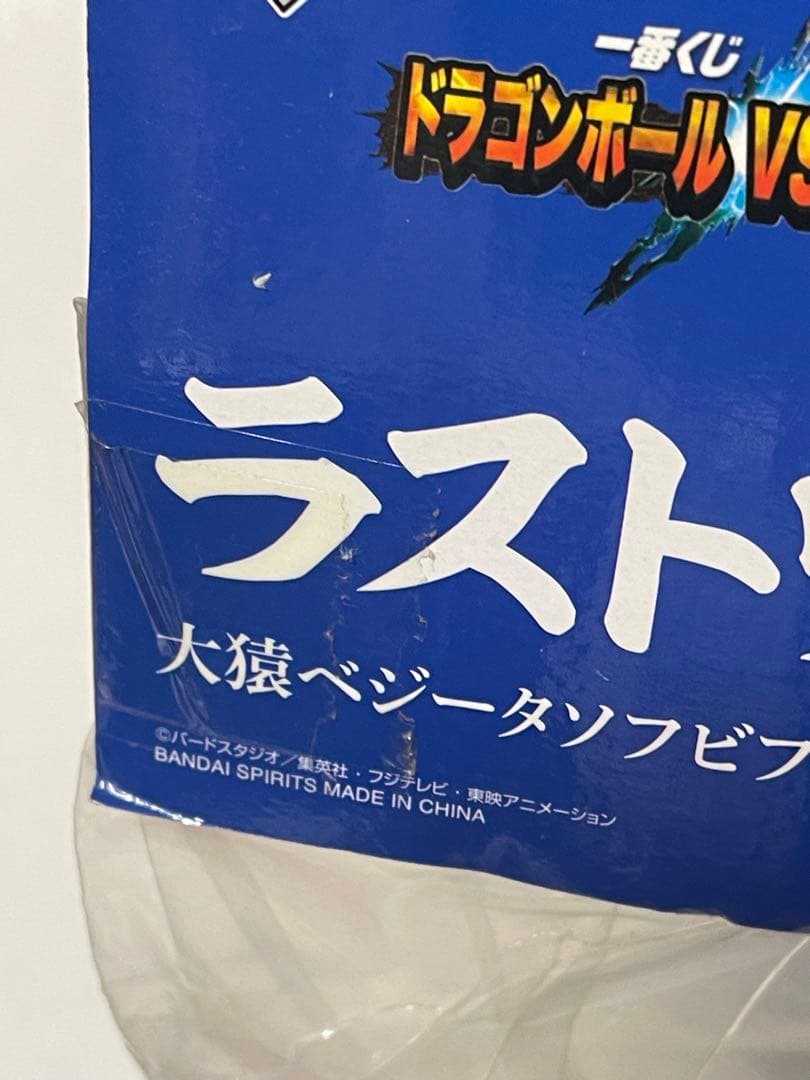 一番くじ
ドラゴンボール VS
ラスト
大猿ベジータソフビフ
©バードスタジオ／集英社・フジテレビ・東映アニメーション
BANDAI SPIRITS MADE IN CHINA